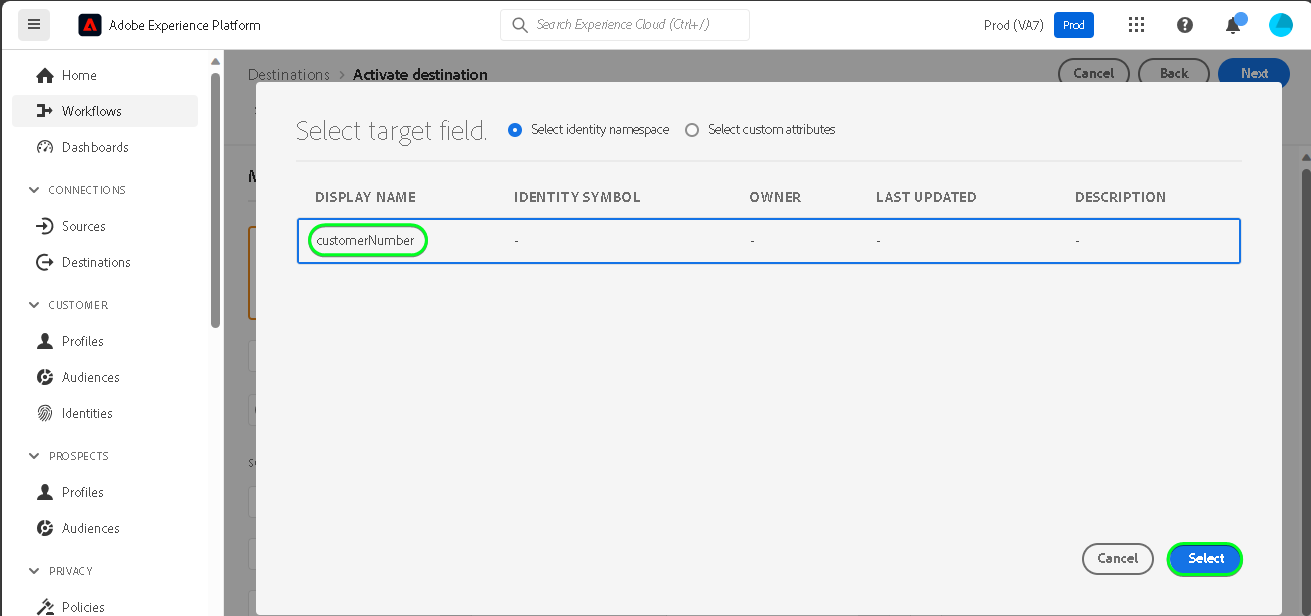 Adobe Experience Platform
Search Experience Cloud (Ctrl+/)
Prod (VA7)
Prod
Home
Workflows
Dashboards
CONNECTIONS
Sources
Destinations
CUSTOMER
Profiles
Audiences
Identities
PROSPECTS
Profiles
Audiences
PRIVACY
Policies
Destinations > Activate destination
Cancel
Back
Next
Select target field.
Select identity namespace
Select custom attributes
DISPLAY NAME IDENTITY SYMBOL OWNER LAST UPDATED DESCRIPTION
customerNumber - - - -
Cancel
Select